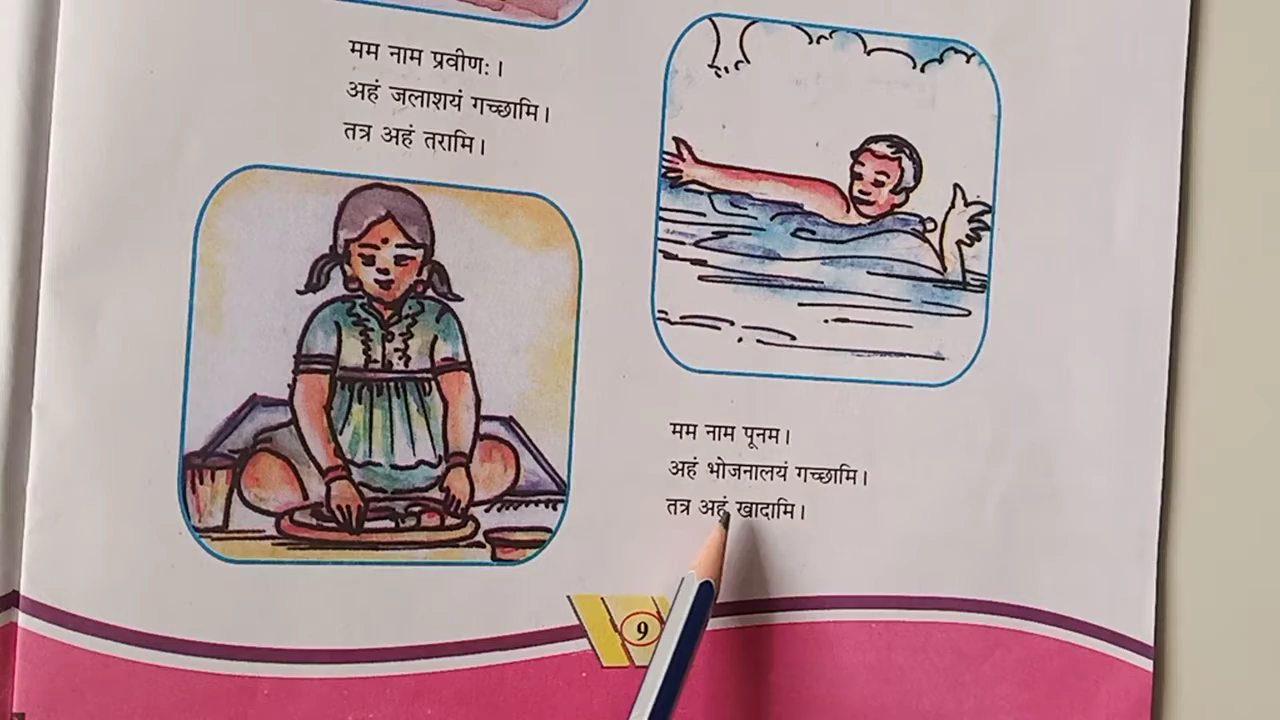 मम नाम प्रवीणः।
अहं जलाशयं गच्छामि।
तत्र अहं तरामि।
मम नाम पूनम।
अहं भोजनालयं गच्छामि।
तत्र अहं खादामि।
9